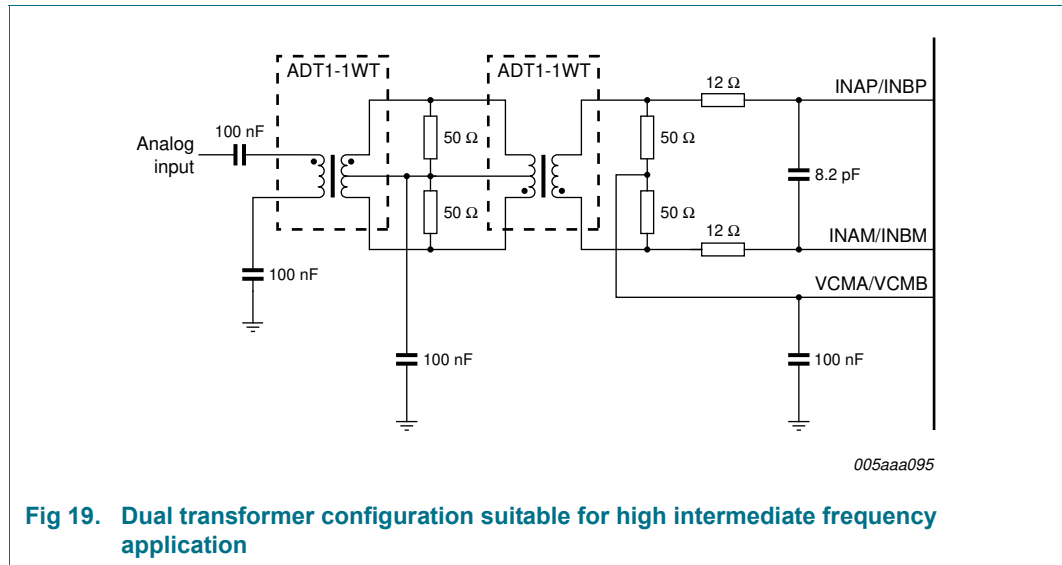 ADT1-1WT
ADT1-1WT
12 Ω
INAP/INBP
Analog
input
100 nF
50 Ω
50 Ω
8.2 pF
50 Ω
50 Ω
12 Ω
INAM/INBM
100 nF
VCMA/VCMB
100 nF
100 nF
005aaa095
Fig 19. Dual transformer configuration suitable for high intermediate frequency
application